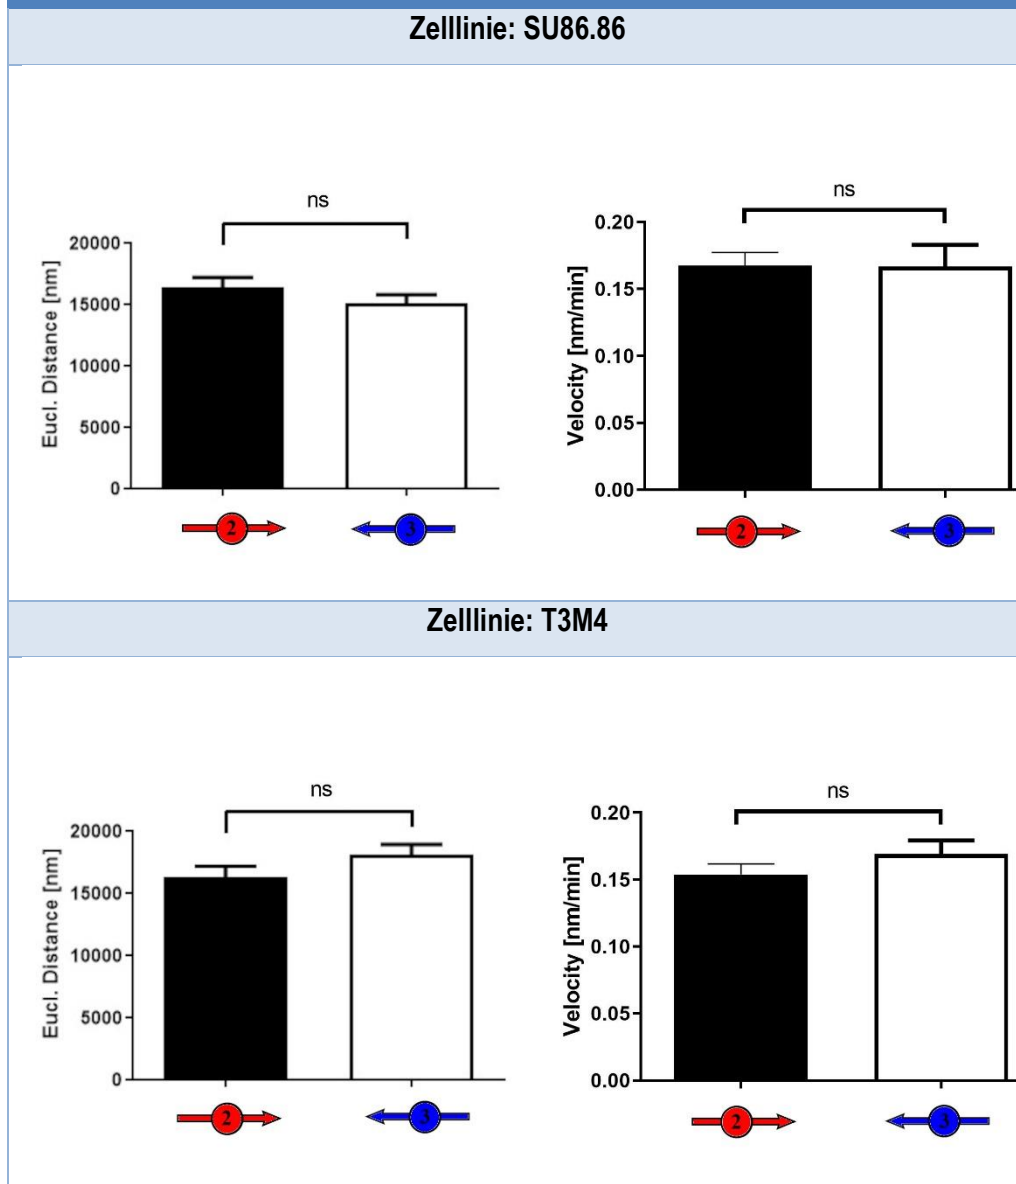 Zelllinie: SU86.86
ns
20000
15000
10000
5000
0
Eucl. Distance [nm]
2
3
ns
0.20
0.15
0.10
0.05
0.00
Velocity [nm/min]
2
3
Zelllinie: T3M4
ns
20000
15000
10000
5000
0
Eucl. Distance [nm]
2
3
ns
0.20
0.15
0.10
0.05
0.00
Velocity [nm/min]
2
3